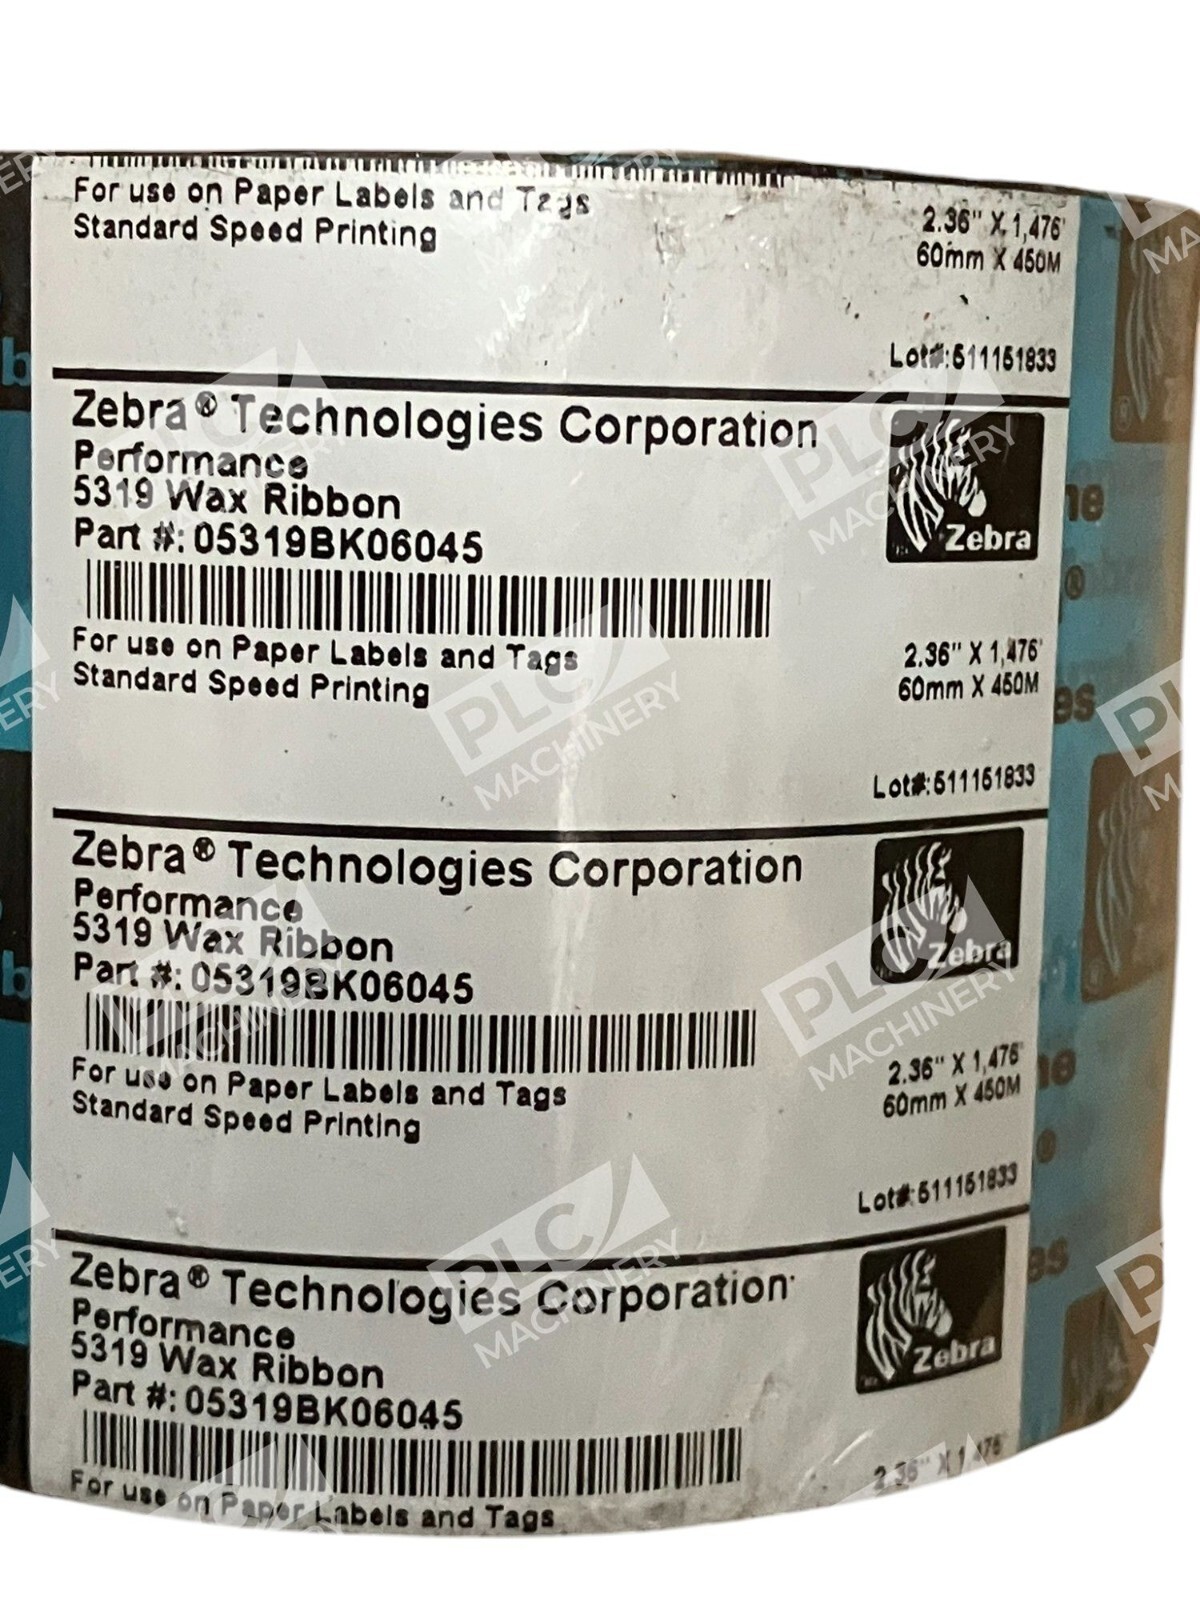 For use on Paper Labels and Tags
Standard Speed Printing
2.36" X 1,476'
60mm X 450M
Lot#:511151833
Zebra® Technologies Corporation
Performance
5319 Wax Ribbon
Part #: 05319BK06045
Zebra
For use on Paper Labels and Tags
Standard Speed Printing
2.36" X 1,476'
60mm X 450M
Lot#:511151833
Zebra® Technologies Corporation
Performance
5319 Wax Ribbon
Part #: 05319BK06045
Zebra
For use on Paper Labels and Tags
Standard Speed Printing
2.36" X 1,476'
60mm X 450M
Lot#:511151833
Zebra® Technologies Corporation
Performance
5319 Wax Ribbon
Part #: 05319BK06045
Zebra
For use on Paper Labels and Tags
2.36" X 1,476'
PLC
MACHINERY